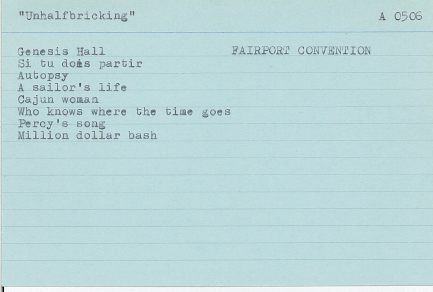 "Unhalfbricking" A 0506
Genesis Hall FAIRPORT CONVENTION
Si tu dois partir
Autopsy
A sailor's life
Cajun woman
Who knows where the time goes
Percy's song
Million dollar bash